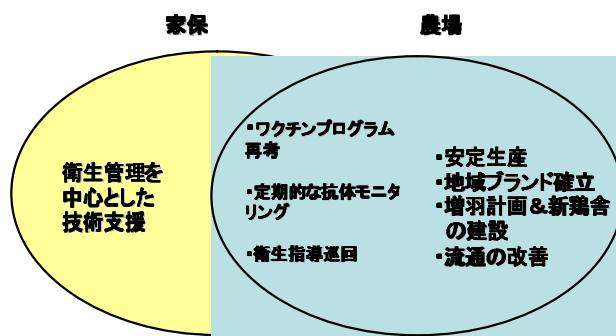 家保
農場
衛生管理を
中心とした
技術支援
・ワクチンプログラム
再考
・定期的な抗体モニタ
リング
・衛生指導巡回
・安定生産
・地域ブランド確立
・増羽計画&新鶏舎
の建設
・流通の改善